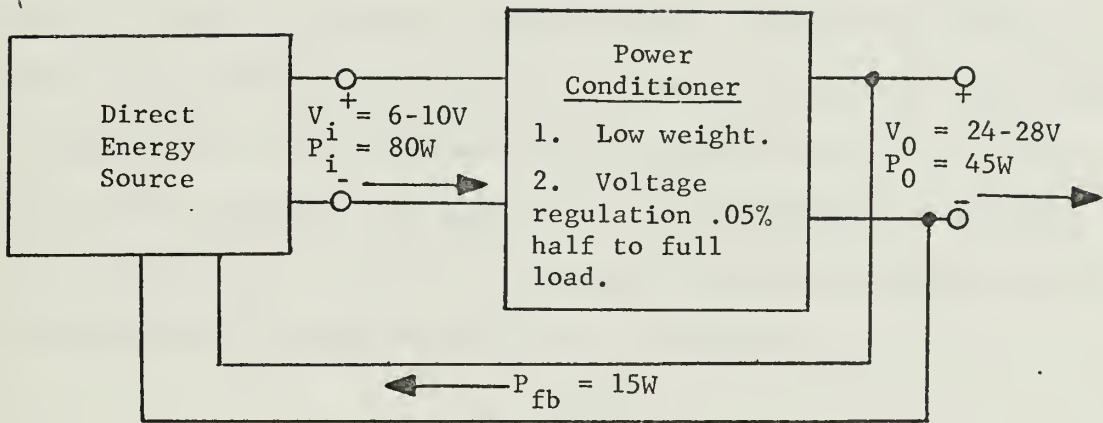 Direct
Energy
Source
+
V_i = 6-10V
P_i = 80W
-
Power
Conditioner
1. Low weight.
2. Voltage
regulation .05%
half to full
load.
+
V_0 = 24-28V
P_0 = 45W
-
P_fb = 15W